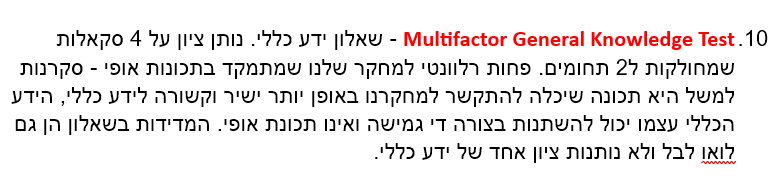 10. Multifactor General Knowledge Test - שאלון ידע כללי. נותן ציון על 4 סקאלות
שמחולקות ל2 תחומים. פחות רלוונטי למחקר שלנו שמתמקד בתכונות אופי - סקרנות
למשל היא תכונה שיכלה להתקשר למחקרנו באופן יותר ישיר וקשורה לידע כללי, הידע
הכללי עצמו יכול להשתנות בצורה די גמישה ואינו תכונת אופי. המדידות בשאלון הן גם
לואו לבל ולא נותנות ציון אחד של ידע כללי.